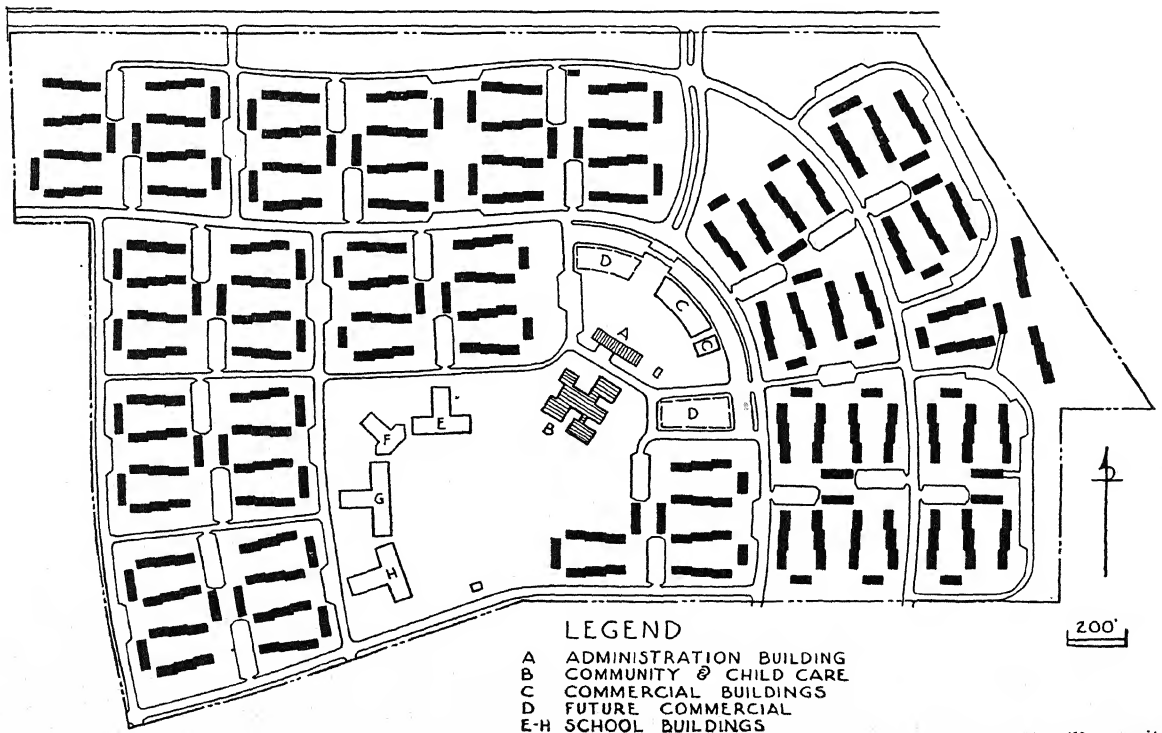 D
C
C
A
D
B
E
F
G
H
200'
LEGEND
A ADMINISTRATION BUILDING
B COMMUNITY & CHILD CARE
C COMMERCIAL BUILDINGS
D FUTURE COMMERCIAL
E-H SCHOOL BUILDINGS